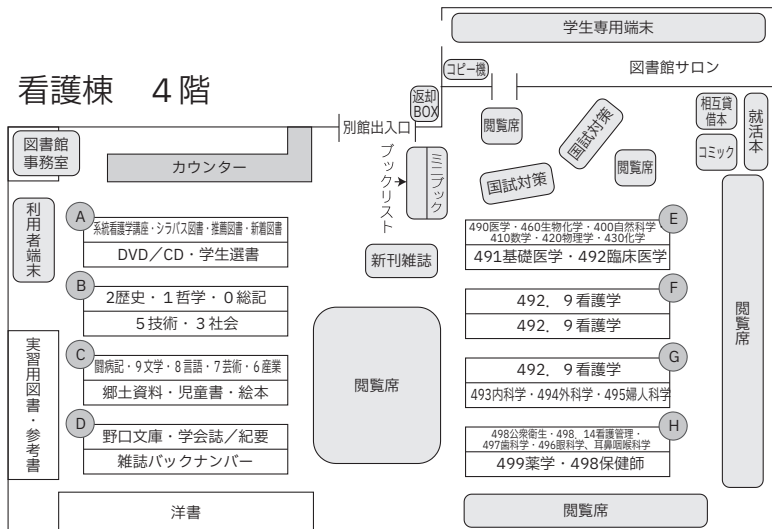 学生専用端末
看護棟　4階
コピー機
図書館サロン
返却
BOX
別館出入口
閲覧席
国試対策
国試対策
閲覧席
相互貸
借本
コミック
就活本
図書館
事務室
カウンター
ブックリスト
ミニブック
利用者端末
A
系統看護学講座・シラバス図書・推薦図書・新着図書
DVD／CD・学生選書
B
2歴史・1哲学・0総記
5技術・3社会
C
闘病記・9文学・8言語・7芸術・6産業
郷土資料・児童書・絵本
D
野口文庫・学会誌／紀要
雑誌バックナンバー
実習用図書・参考書
洋書
新刊雑誌
閲覧席
E
490医学・460生物化学・400自然科学
410数学・420物理学・430化学
491基礎医学・492臨床医学
F
492．9看護学
492．9看護学
G
492．9看護学
493内科学・494外科学・495婦人科学
H
498公衆衛生・498．14看護管理・
497歯科学・496眼科学、耳鼻咽喉科学
499薬学・498保健師
閲覧席
閲覧席